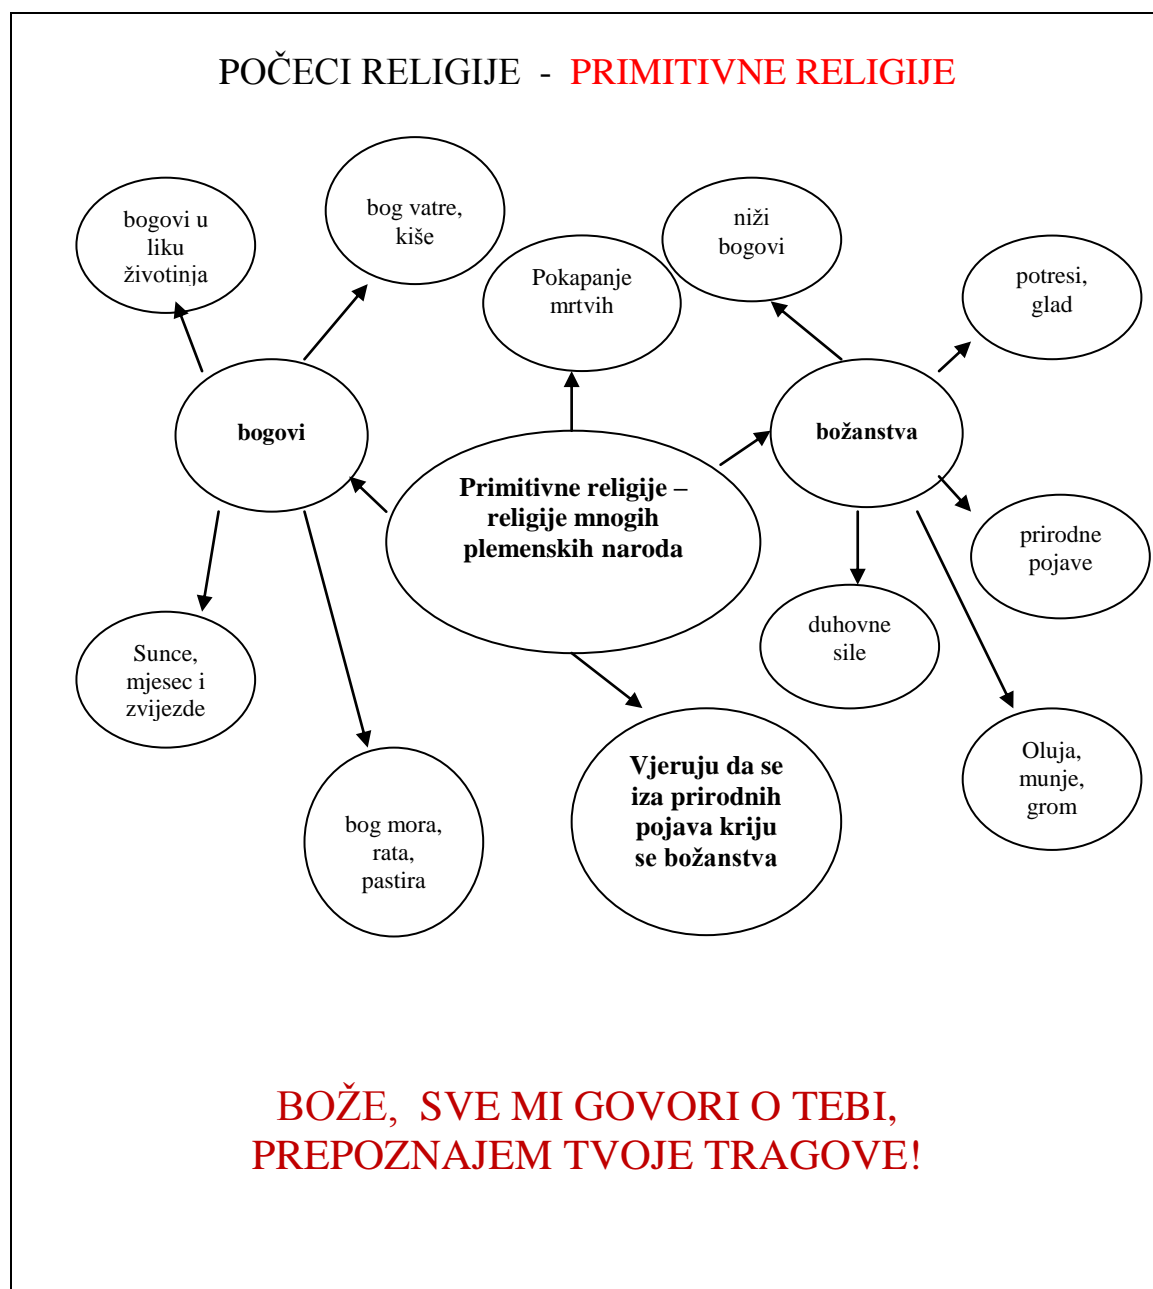 POČECI RELIGIJE - PRIMITIVNE RELIGIJE
bogovi u
liku
životinja
bog vatre,
kiše
Pokapanje
mrtvih
niži
bogovi
potresi,
glad
bogovi
božanstva
Primitivne religije –
religije mnogih
plemenskih naroda
prirodne
pojave
duhovne
sile
Sunce,
mjesec i
zvijezde
Vjeruju da se
iza prirodnih
pojava kriju
se božanstva
Oluja,
munje,
grom
bog mora,
rata,
pastira
BOŽE, SVE MI GOVORI O TEBI,
PREPOZNAJEM TVOJE TRAGOVE!